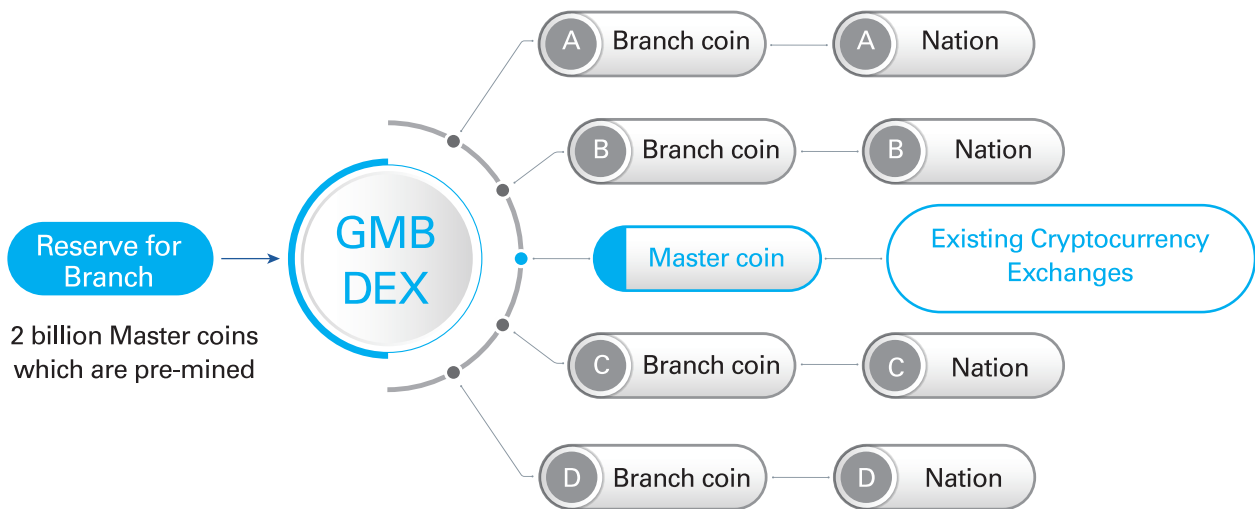 A Branch coin
A Nation
B Branch coin
B Nation
Reserve for
Branch
2 billion Master coins
which are pre-mined
GMB
DEX
Master coin
Existing Cryptocurrency
Exchanges
C Branch coin
C Nation
D Branch coin
D Nation